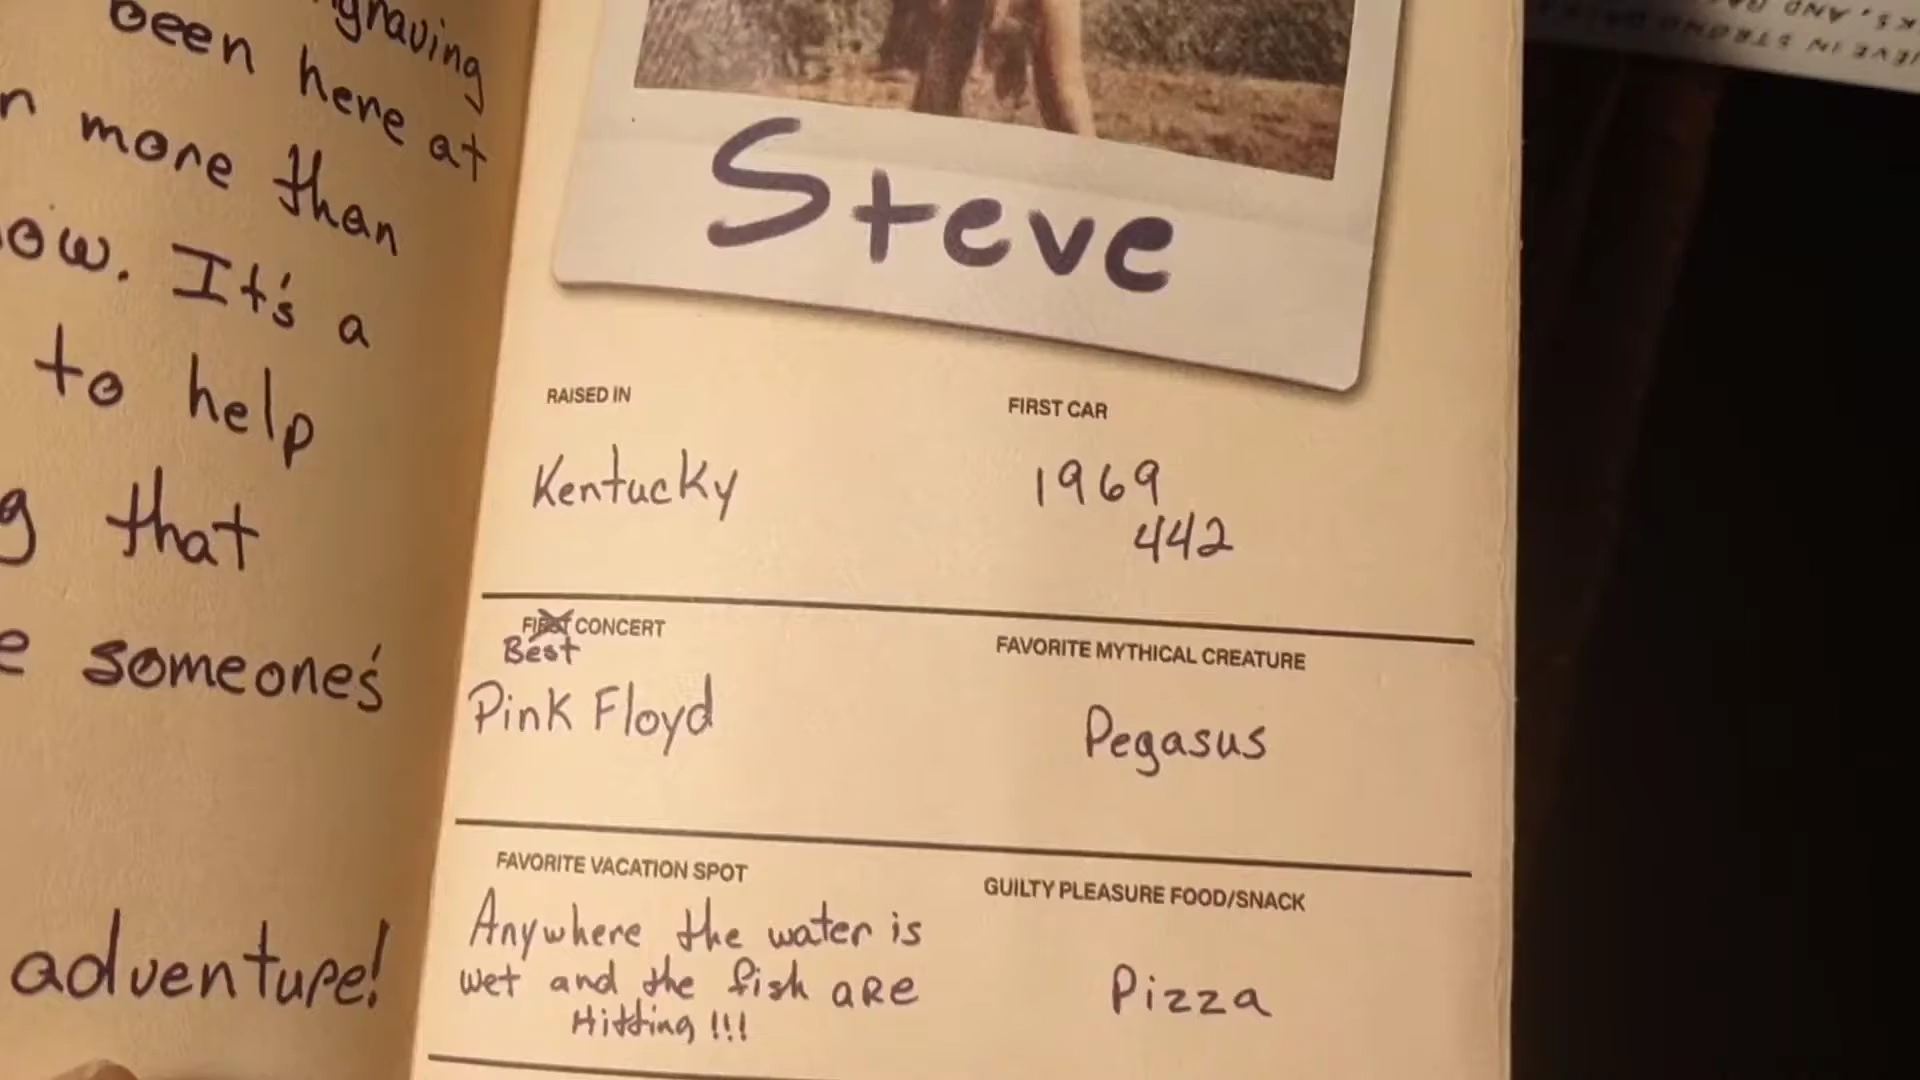 graving
been here at
more than
ow. It's a
to help
that
someone's
adventure!
Steve
RAISED IN
Kentucky
FIRST CAR
1969
442
FIRST CONCERT
Best
Pink Floyd
FAVORITE MYTHICAL CREATURE
Pegasus
FAVORITE VACATION SPOT
Anywhere the water is
wet and the fish are
Hitting !!!
GUILTY PLEASURE FOOD/SNACK
Pizza